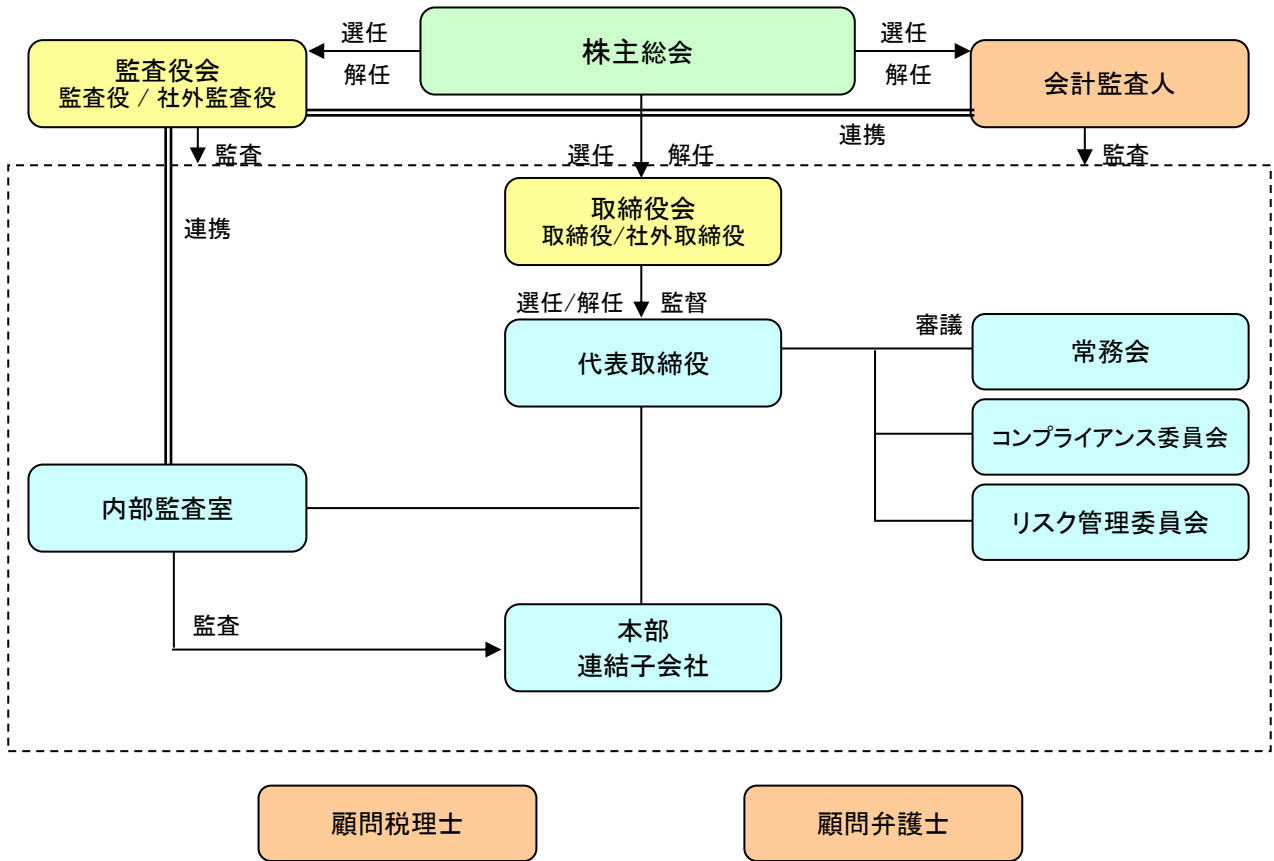 株主総会
選任
解任
選任
解任
監査役会
監査役 / 社外監査役
会計監査人
連携
監査
選任
解任
監査
取締役会
取締役/社外取締役
連携
選任/解任
監督
代表取締役
審議
常務会
コンプライアンス委員会
内部監査室
リスク管理委員会
監査
本部
連結子会社
顧問税理士
顧問弁護士